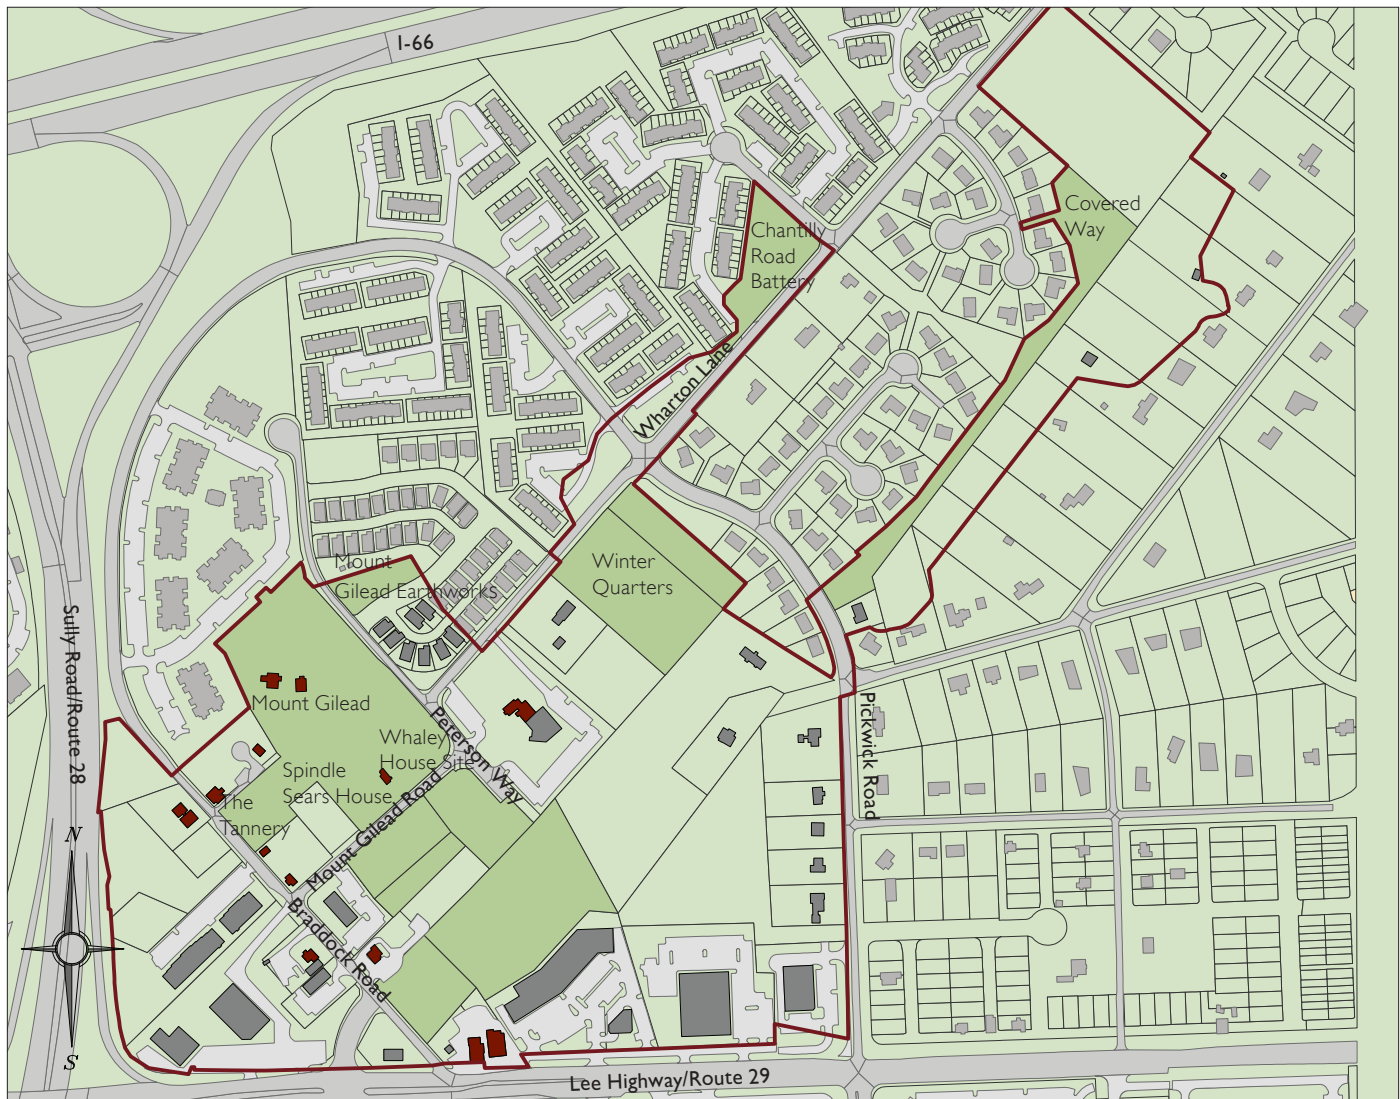 I-66
Covered
Way
Chantilly
Road
Battery
Wharton Lane
Mount
Gilead Earthworks
Winter
Quarters
Sully Road/Route 28
Mount Gilead
Whaley
House Site
Peterson Way
Pickwick Road
Spindle
Sears House
The
Tannery
Mount Gilead Road
N
Braddock Road
S
Lee Highway/Route 29